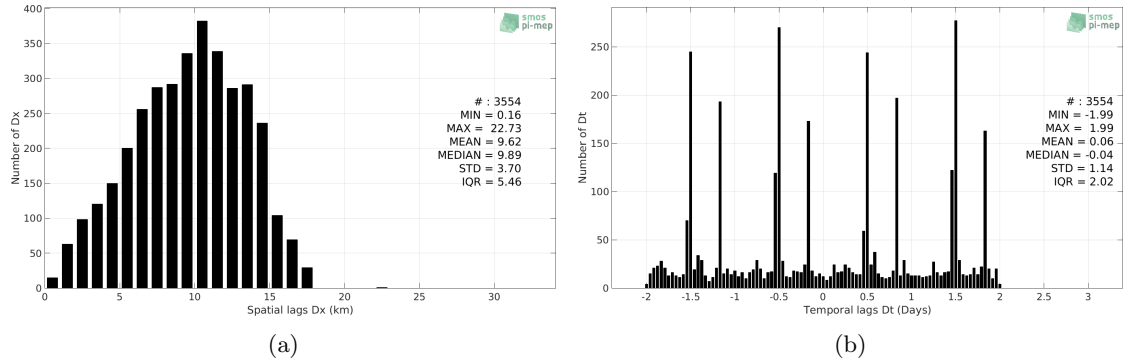 400
350
300
250
200
150
100
50
0
Number of Dx
0 5 10 15 20 25 30
Spatial lags Dx (km)
smos
pi-mep
# : 3554
MIN = 0.16
MAX = 22.73
MEAN = 9.62
MEDIAN = 9.89
STD = 3.70
IQR = 5.46
(a)
250
200
150
100
50
0
Number of Dt
-2 -1.5 -1 -0.5 0 0.5 1 1.5 2 2.5 3
Temporal lags Dt (Days)
smos
pi-mep
# : 3554
MIN = -1.99
MAX = 1.99
MEAN = 0.06
MEDIAN = -0.04
STD = 1.14
IQR = 2.02
(b)